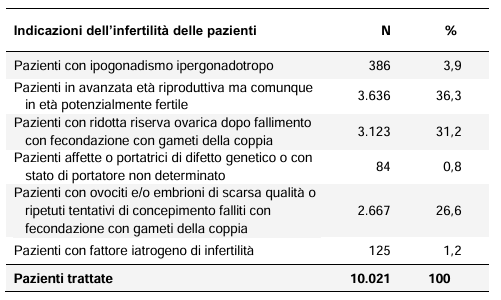 Indicazioni dell'infertilità delle pazienti N %
Pazienti con ipogonadismo ipergonadotropo 386 3,9
Pazienti in avanzata età riproduttiva ma comunque
in età potenzialmente fertile 3.636 36,3
Pazienti con ridotta riserva ovarica dopo fallimento
con fecondazione con gameti della coppia 3.123 31,2
Pazienti affette o portatrici di difetto genetico o con
stato di portatore non determinato 84 0,8
Pazienti con ovociti e/o embrioni di scarsa qualità o
ripetuti tentativi di concepimento falliti con
fecondazione con gameti della coppia 2.667 26,6
Pazienti con fattore iatrogeno di infertilità 125 1,2
Pazienti trattate 10.021 100